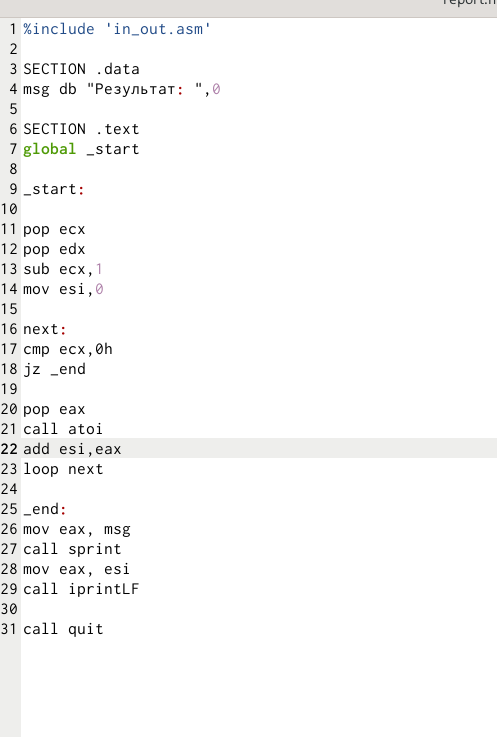 report.
1 %include 'in_out.asm'
2
3 SECTION .data
4 msg db "Результат: ",0
5
6 SECTION .text
7 global _start
8
9 _start:
10
11 pop ecx
12 pop edx
13 sub ecx,1
14 mov esi,0
15
16 next:
17 cmp ecx,0h
18 jz _end
19
20 pop eax
21 call atoi
22 add esi,eax
23 loop next
24
25 _end:
26 mov eax, msg
27 call sprint
28 mov eax, esi
29 call iprintLF
30
31 call quit